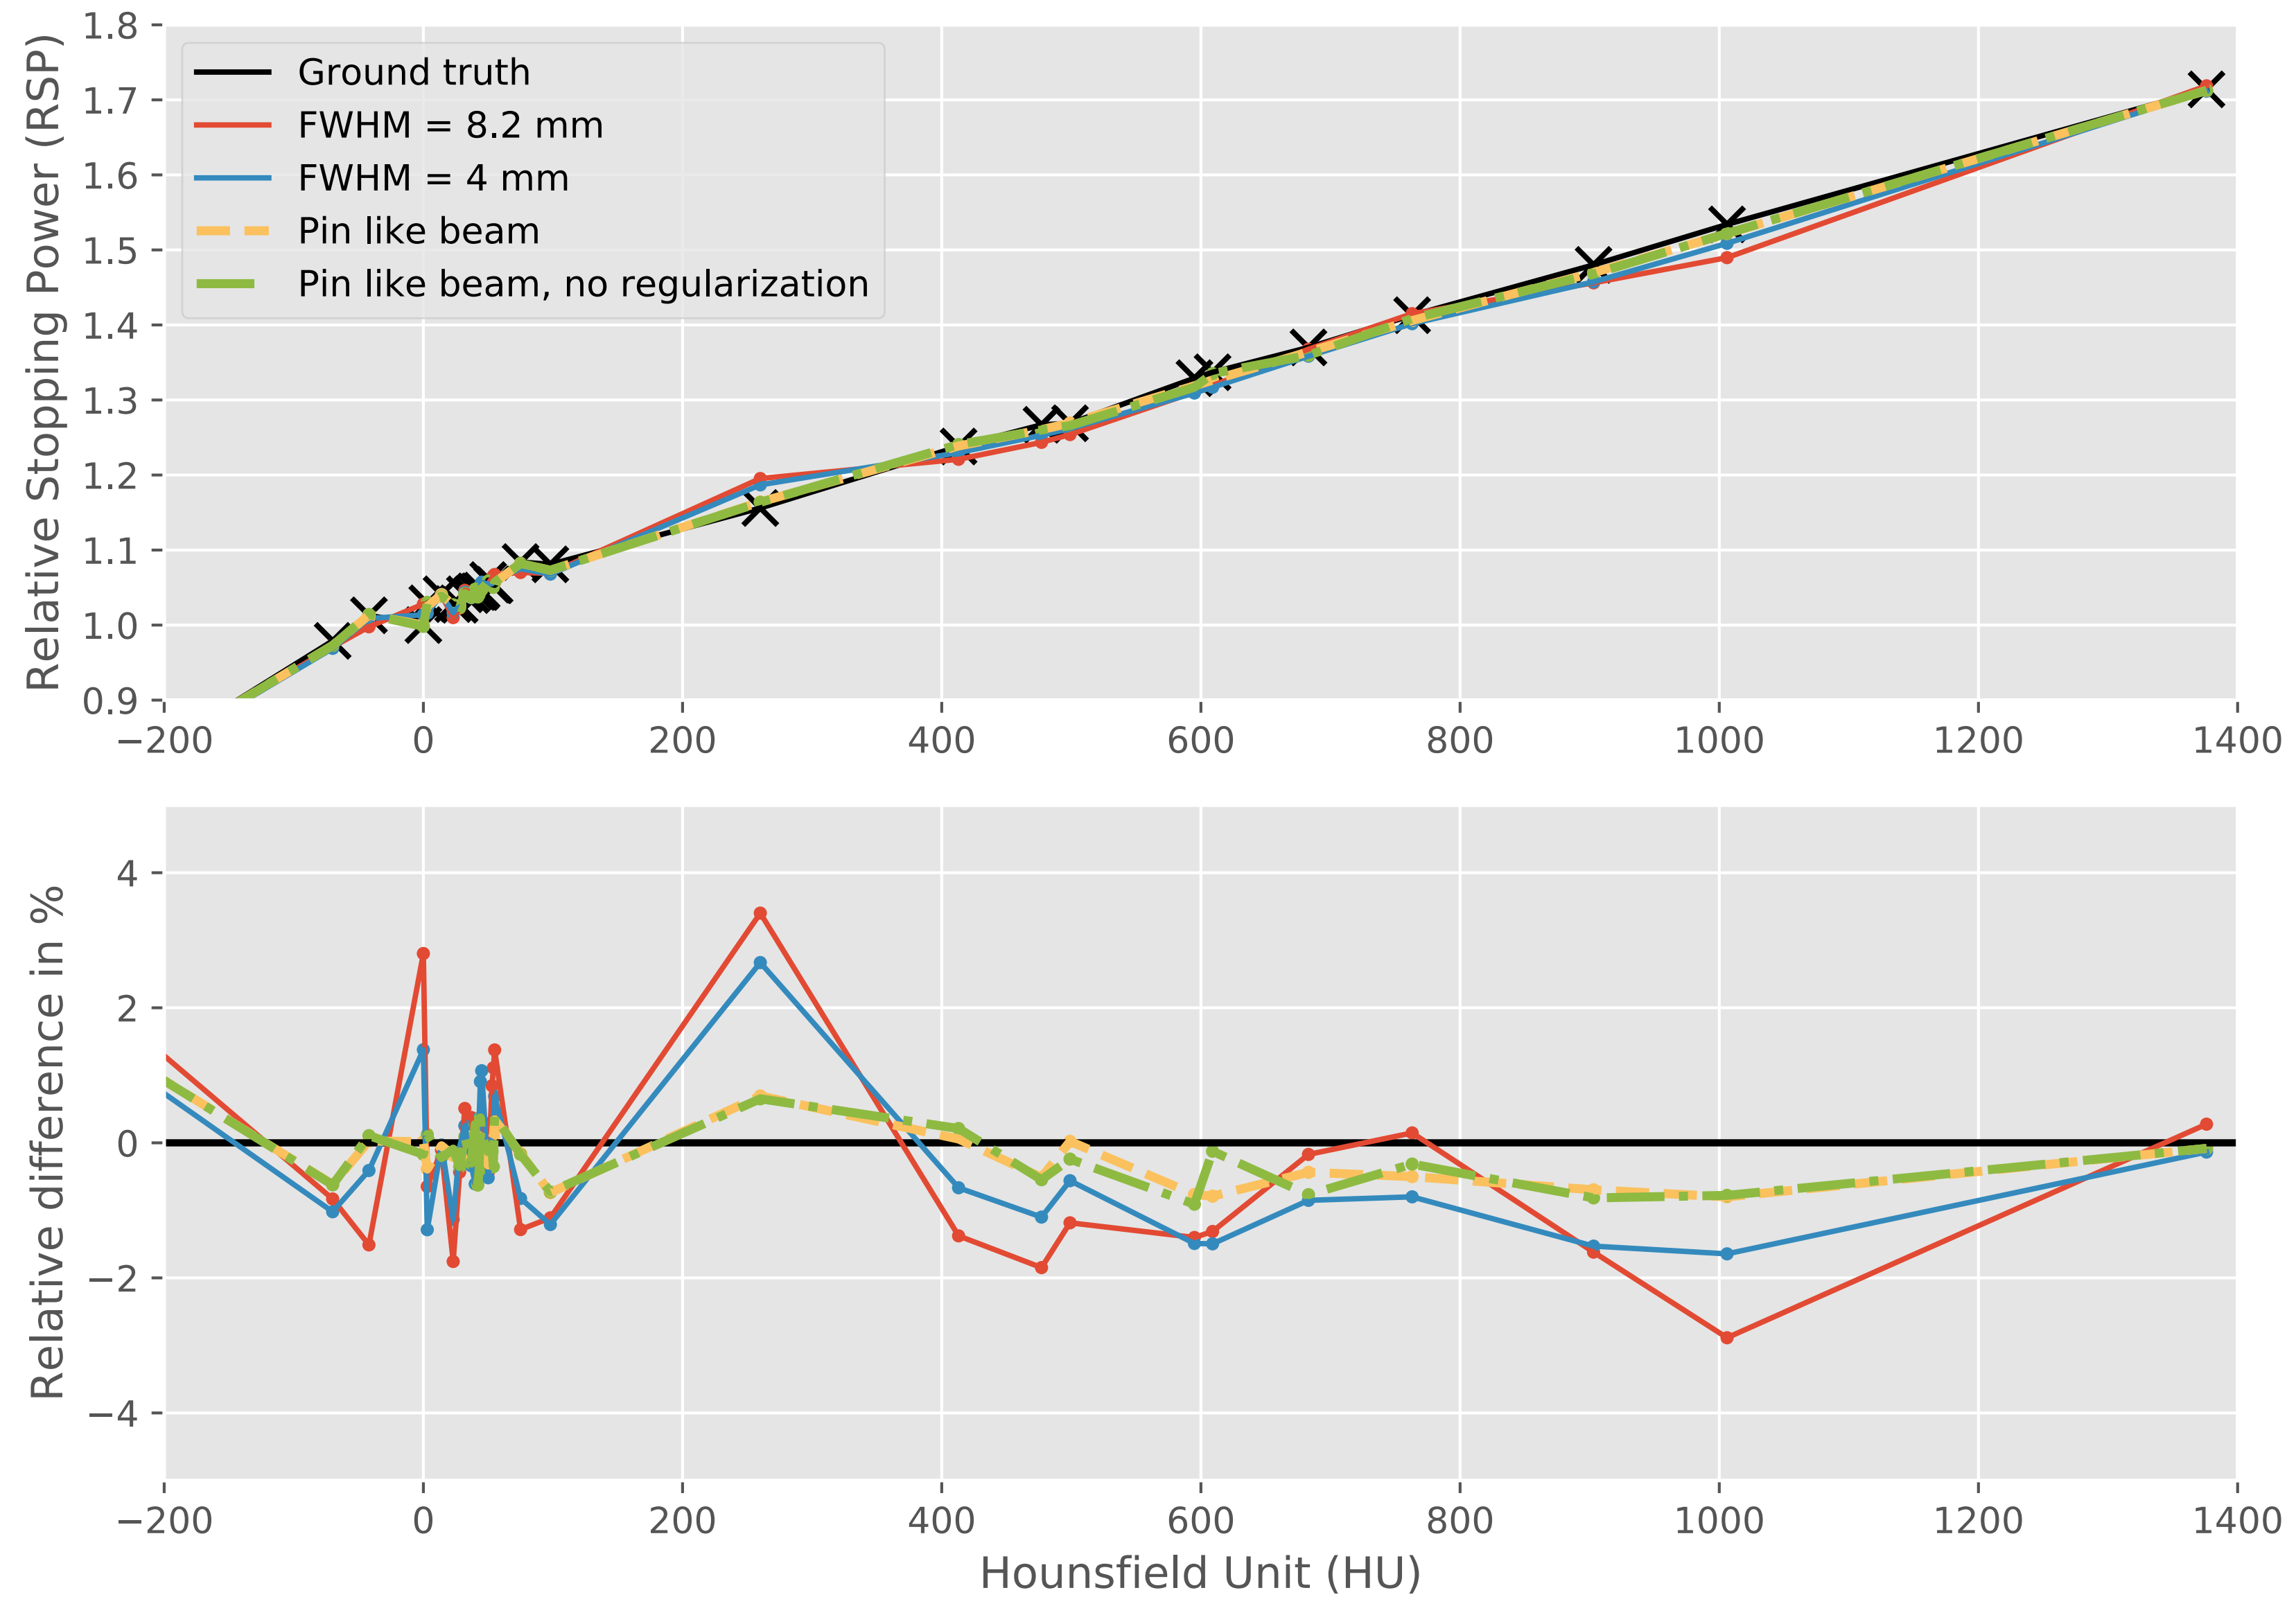 Relative Stopping Power (RSP)
1.8
1.7
1.6
1.5
1.4
1.3
1.2
1.1
1.0
0.9
Ground truth
FWHM = 8.2 mm
FWHM = 4 mm
Pin like beam
Pin like beam, no regularization
−200 0 200 400 600 800 1000 1200 1400
Relative difference in %
4
2
0
−2
−4
−200 0 200 400 600 800 1000 1200 1400
Hounsfield Unit (HU)